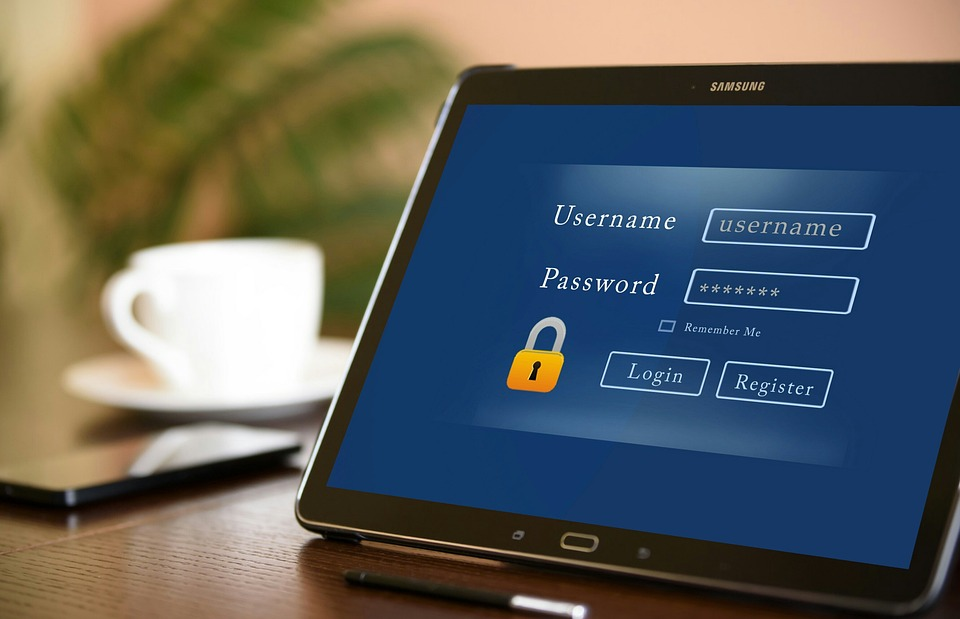 SAMSUNG
Username username
Password *******
Remember Me
Login Register